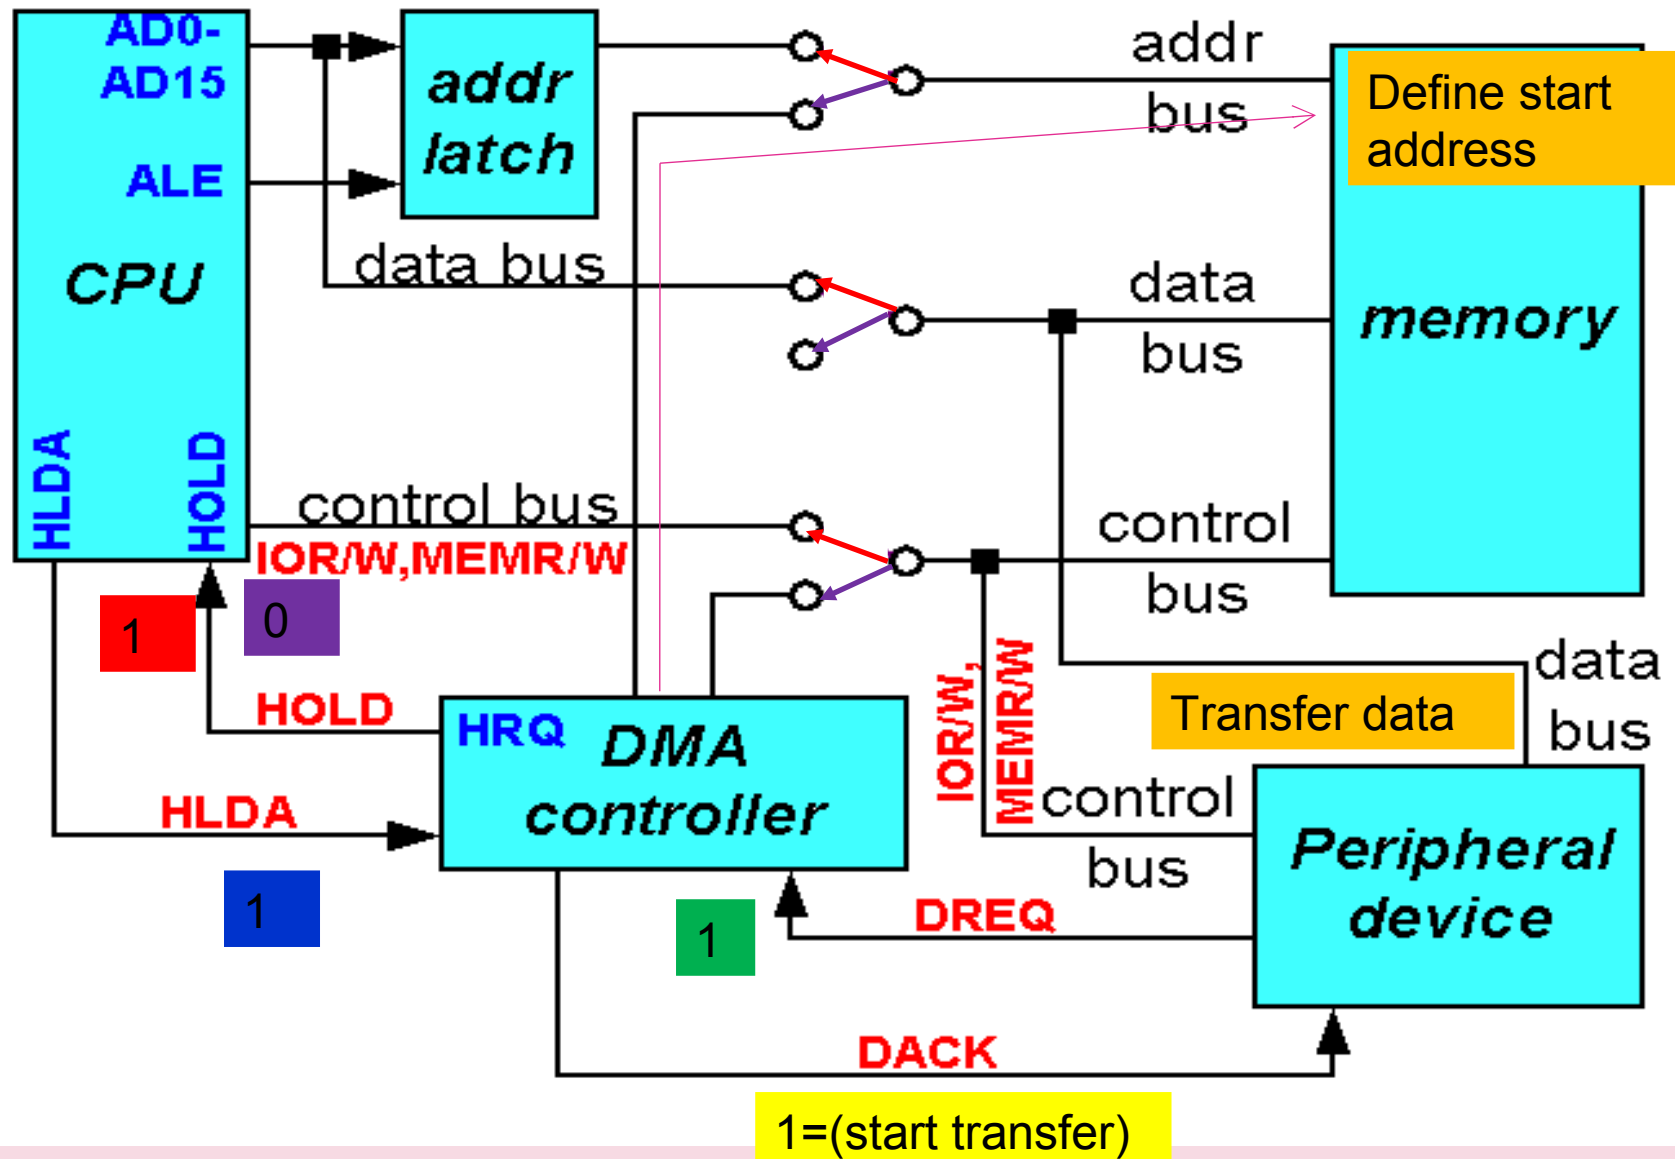 AD0-
AD15
ALE
CPU
HLDA
HOLD
addr
latch
data bus
control bus
IOR/W,MEMR/W
addr
bus
Define start
address
data
bus
memory
control
bus
1
0
HOLD
HLDA
1
HRQ
DMA
controller
1
IOR/W,
MEMR/W
Transfer data
data
bus
control
bus
Peripheral
device
DREQ
DACK
1=(start transfer)